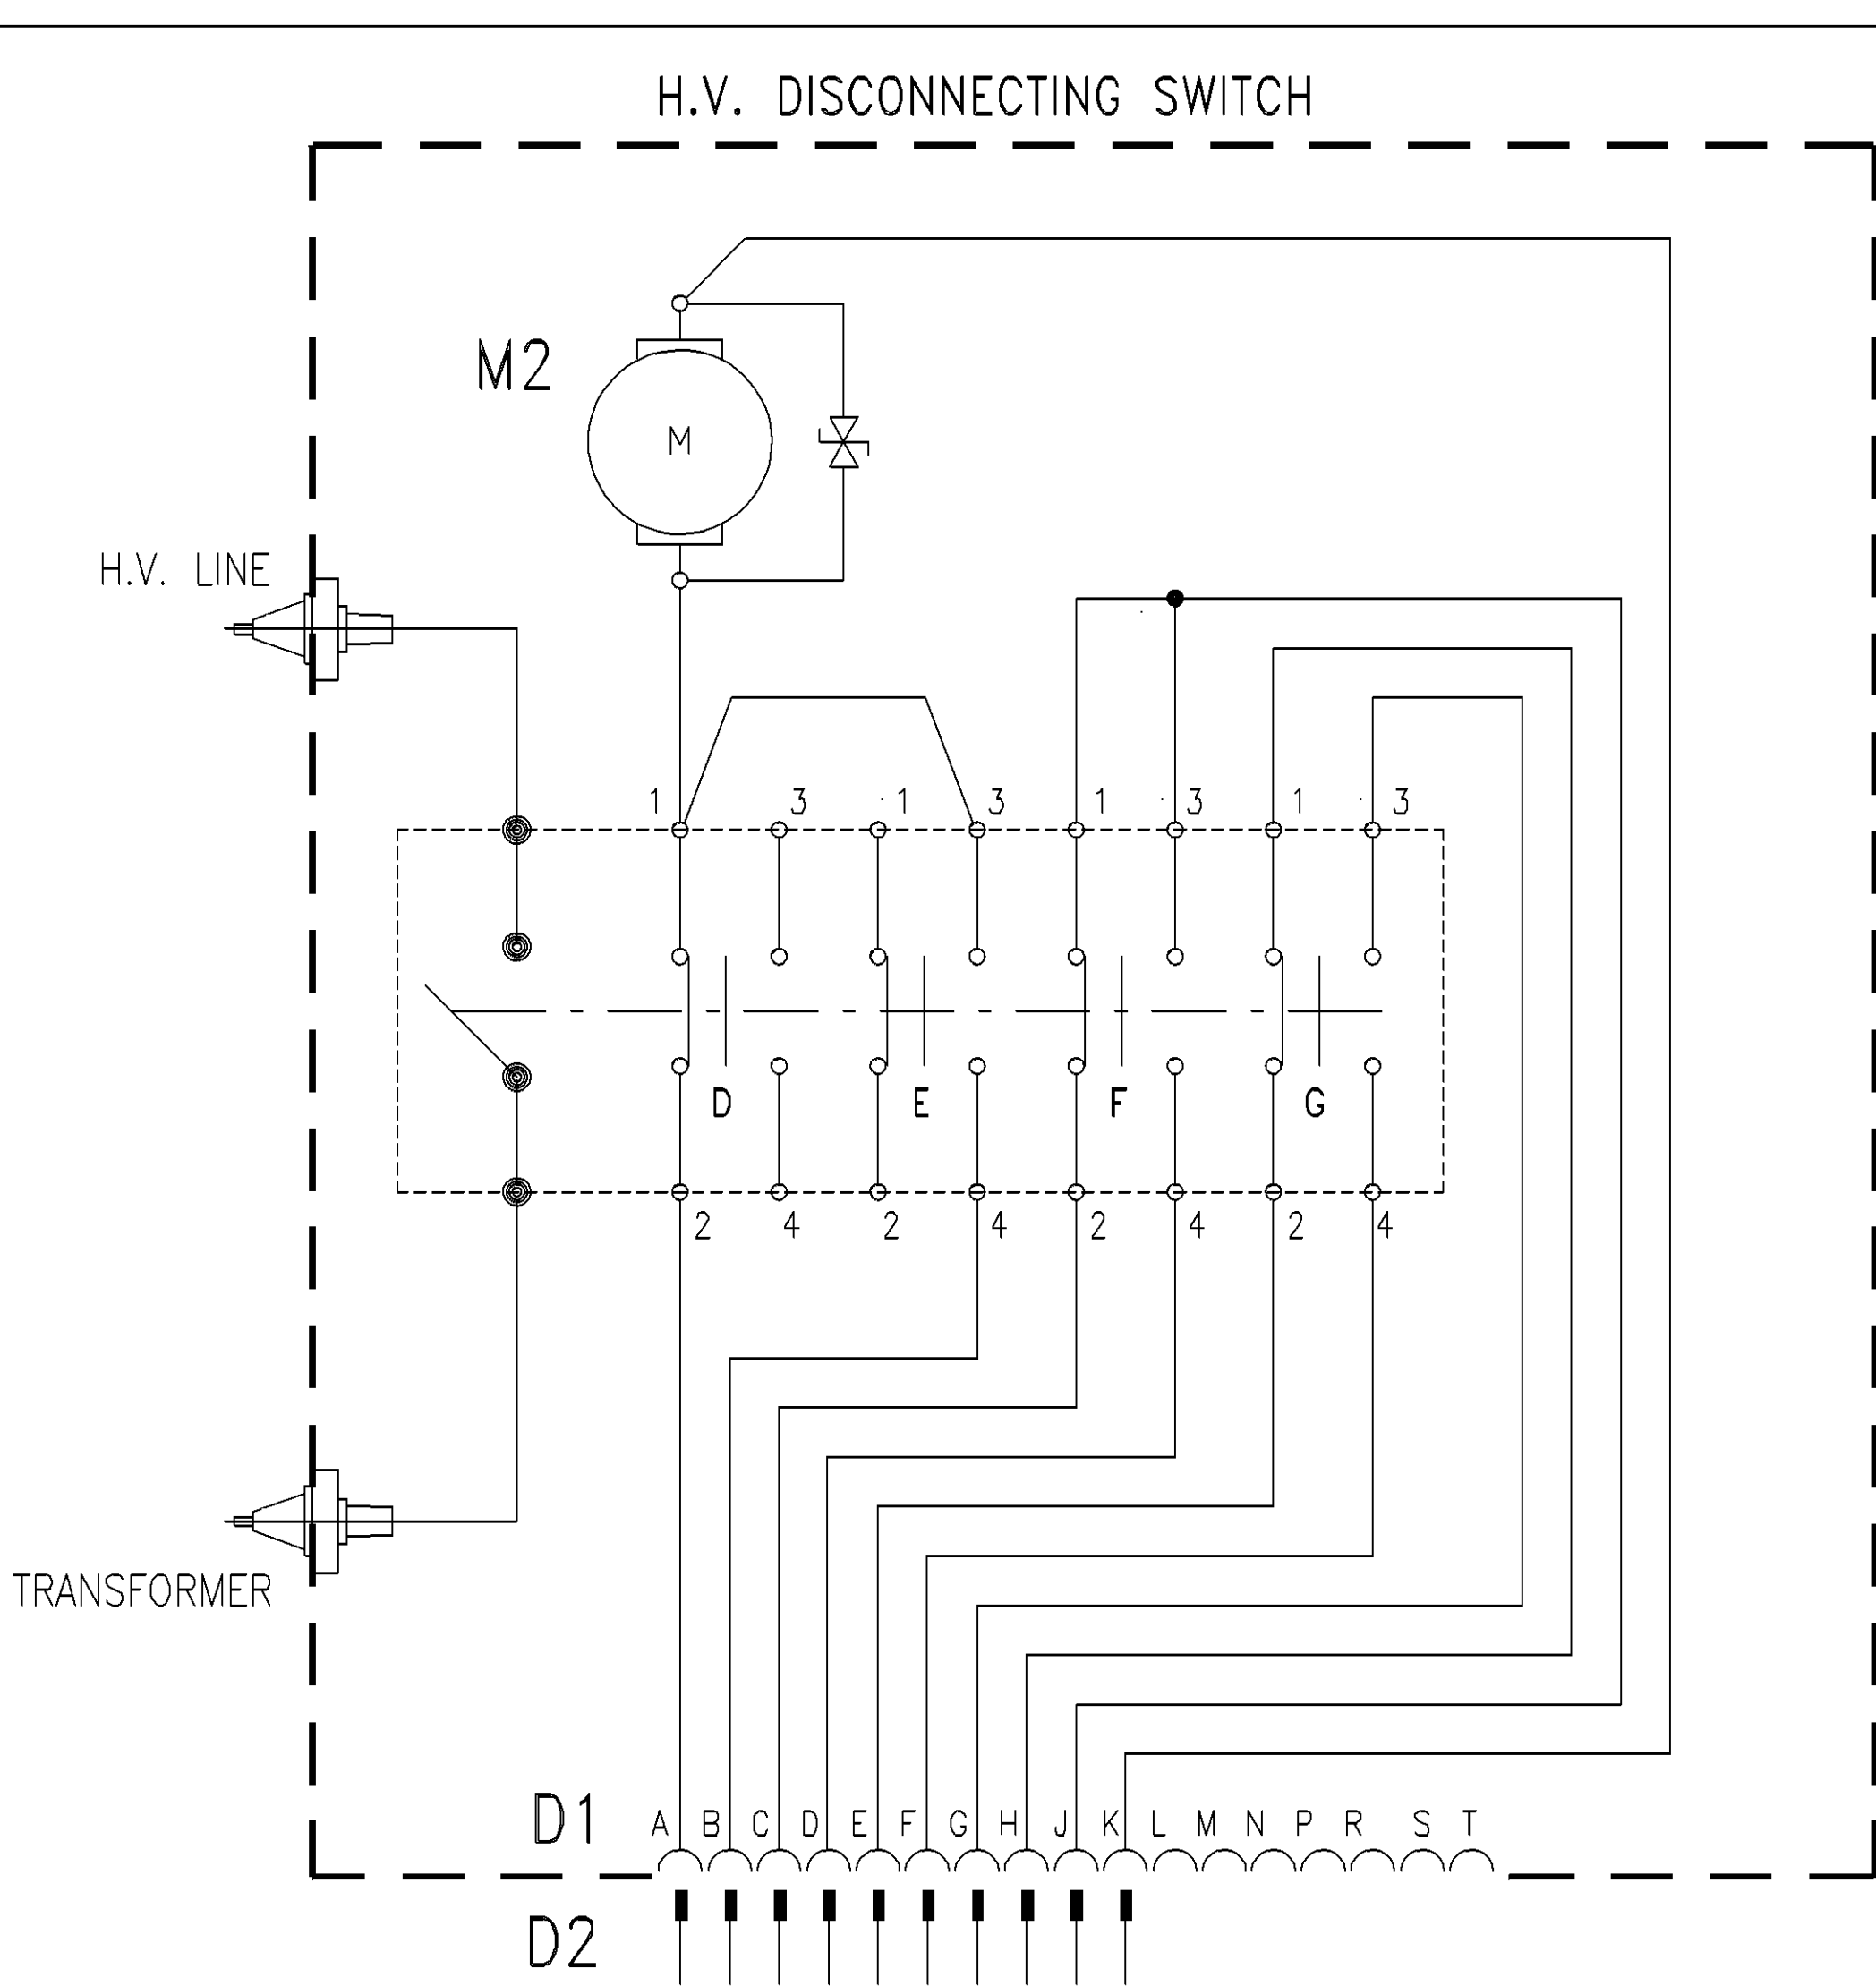 H.V. DISCONNECTING SWITCH
M2
M
H.V. LINE
1 3 1 3 1 3 1 3
D E F G
2 4 2 4 2 4 2 4
TRANSFORMER
D1 A B C D E F G H J K L M N P R S T
D2